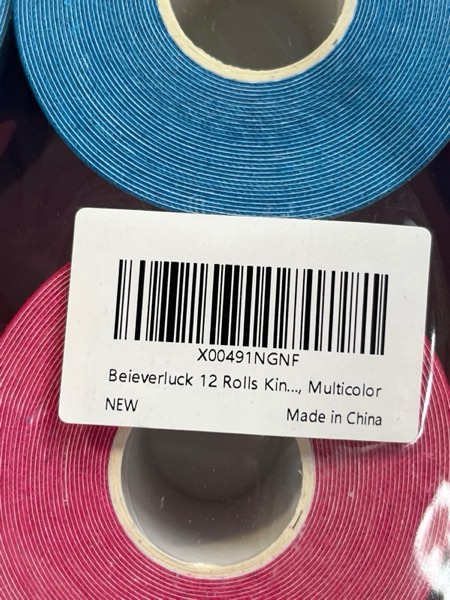 X00491NGNF
Beieverluck 12 Rolls Kin..., Multicolor
NEW
Made in China